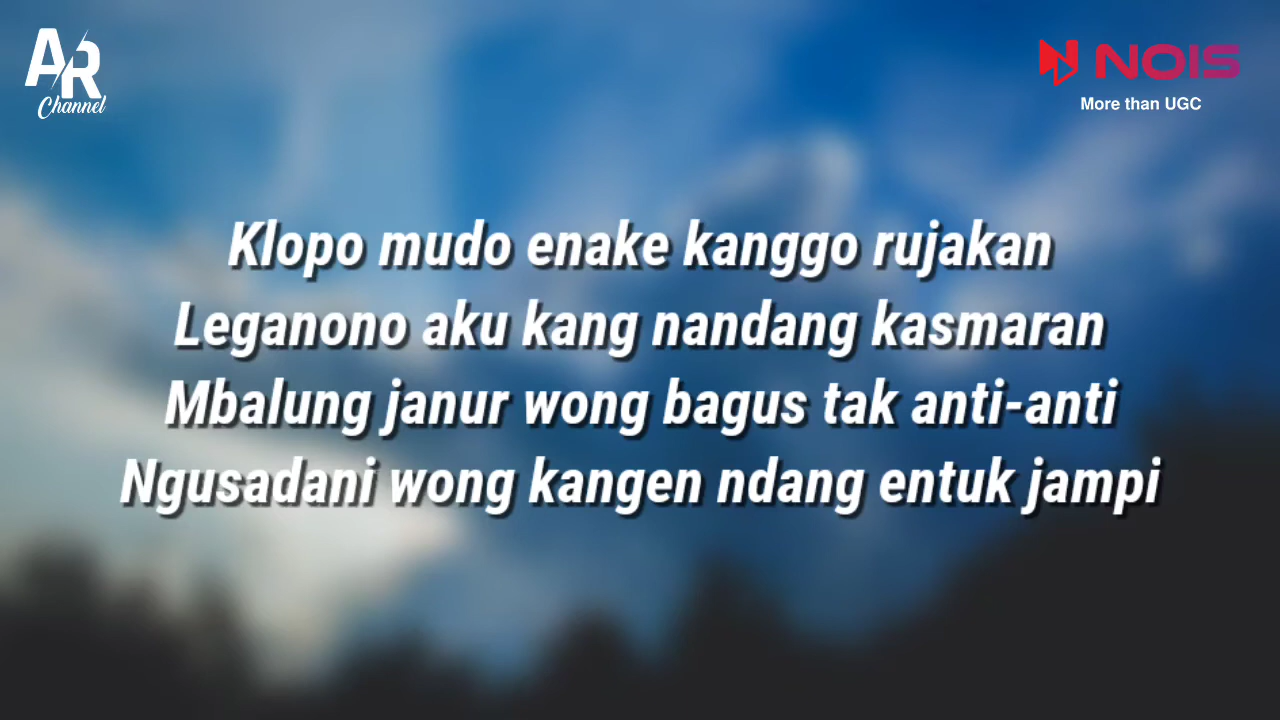 AR
Channel
NOIS
More than UGC
Klopo mudo enake kanggo rujakan
Leganono aku kang nandang kasmaran
Mbalung janur wong bagus tak anti-anti
Ngusadani wong kangen ndang entuk jampi